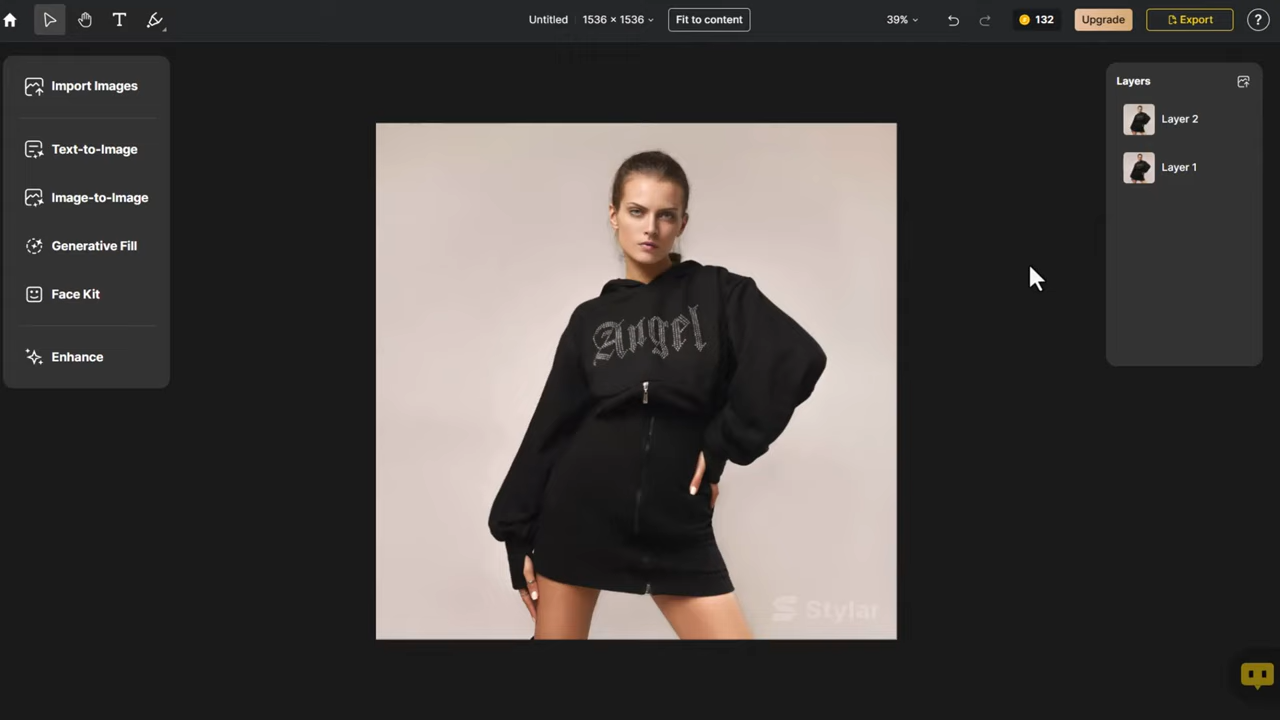 Untitled 1536 × 1536 Fit to content 39% 132 Upgrade Export ?
Import Images
Text-to-Image
Image-to-Image
Generative Fill
Face Kit
Enhance
Layers
Layer 2
Layer 1
Angel
Stylar